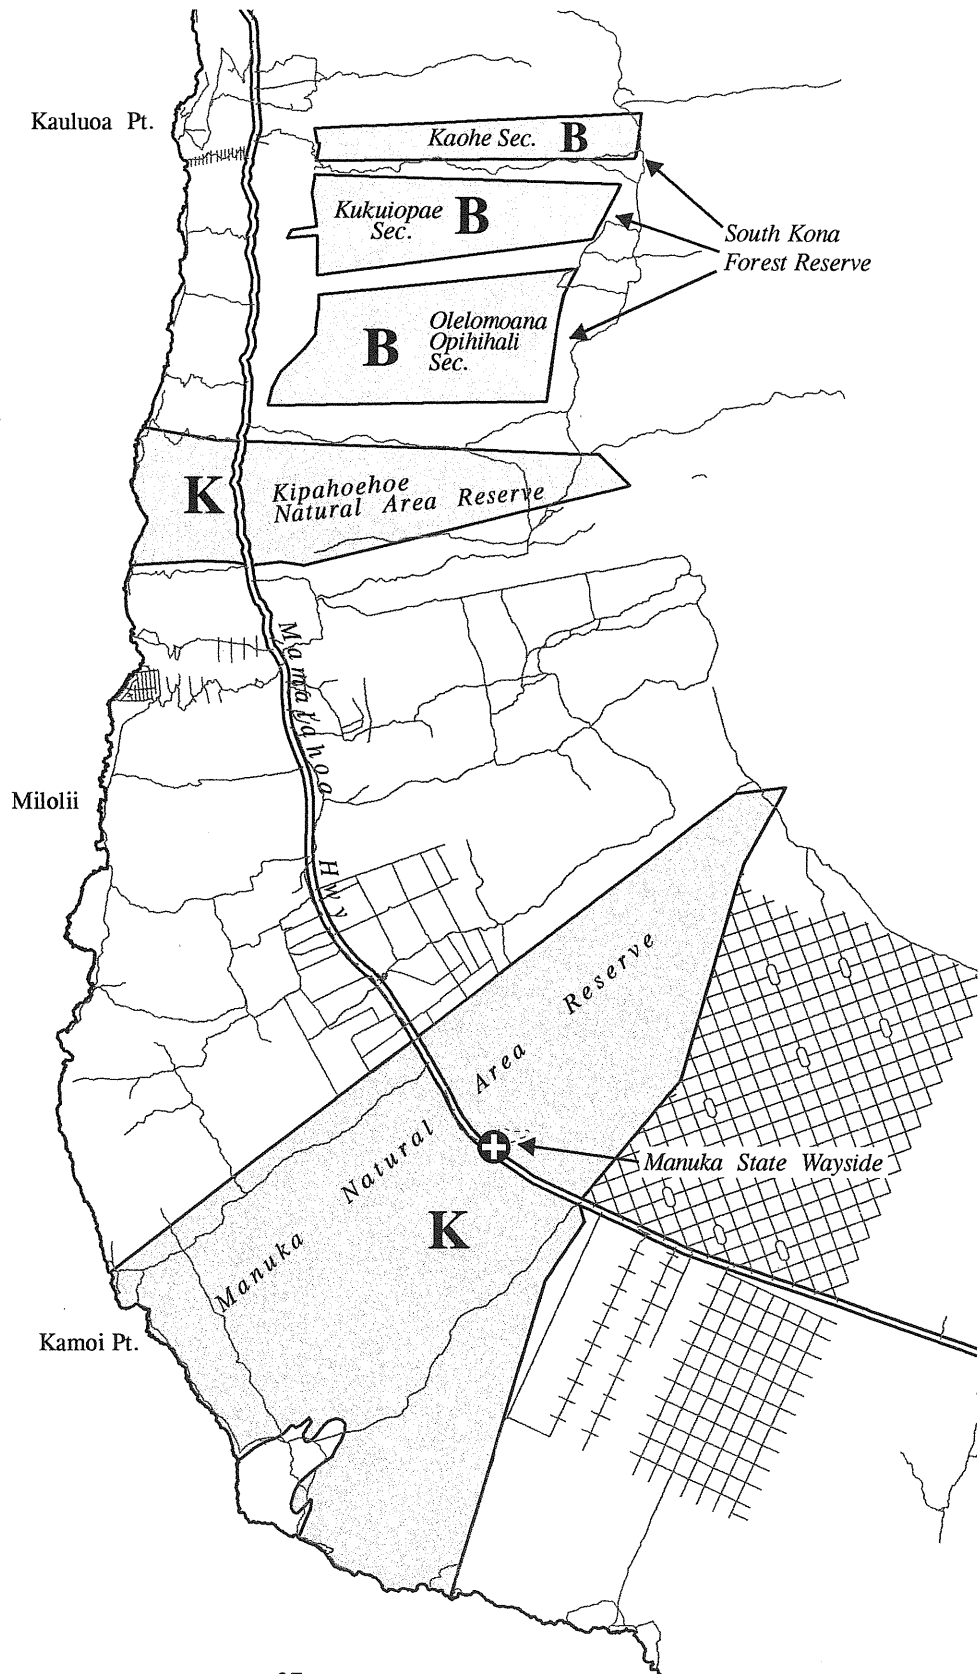 Kauluoa Pt.
Kaohe Sec. B
Kukuiopae
Sec.
B
South Kona
Forest Reserve
B
Olelomoana
Opihihali
Sec.
K
Kipahoehoe
Natural Area Reserve
Mamalahoa Hwy
Milolii
Manuka Natural Area Reserve
Manuka State Wayside
K
Kamoi Pt.